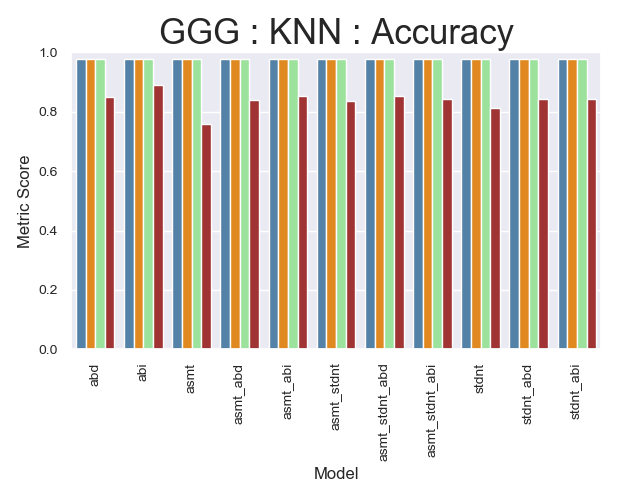 GGG : KNN : Accuracy
1.0
0.8
0.6
0.4
0.2
0.0
Metric Score
abd
abi
asmt
asmt_abd
asmt_abi
asmt_stdnt
asmt_stdnt_abd
asmt_stdnt_abi
stdnt
stdnt_abd
stdnt_abi
Model